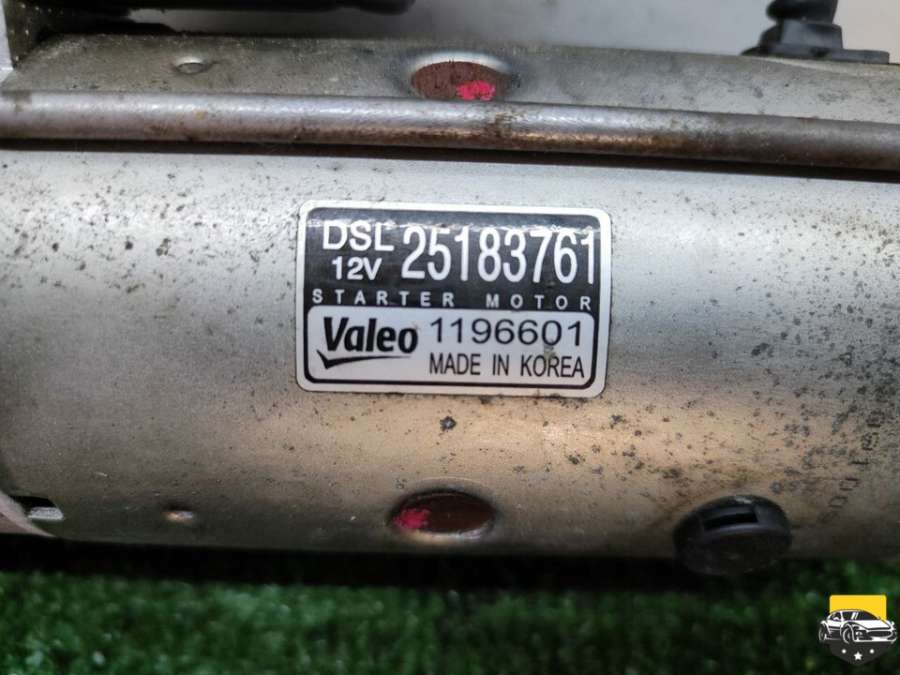 DSL 25183761
12V
STARTER MOTOR
Valeo 1196601
MADE IN KOREA